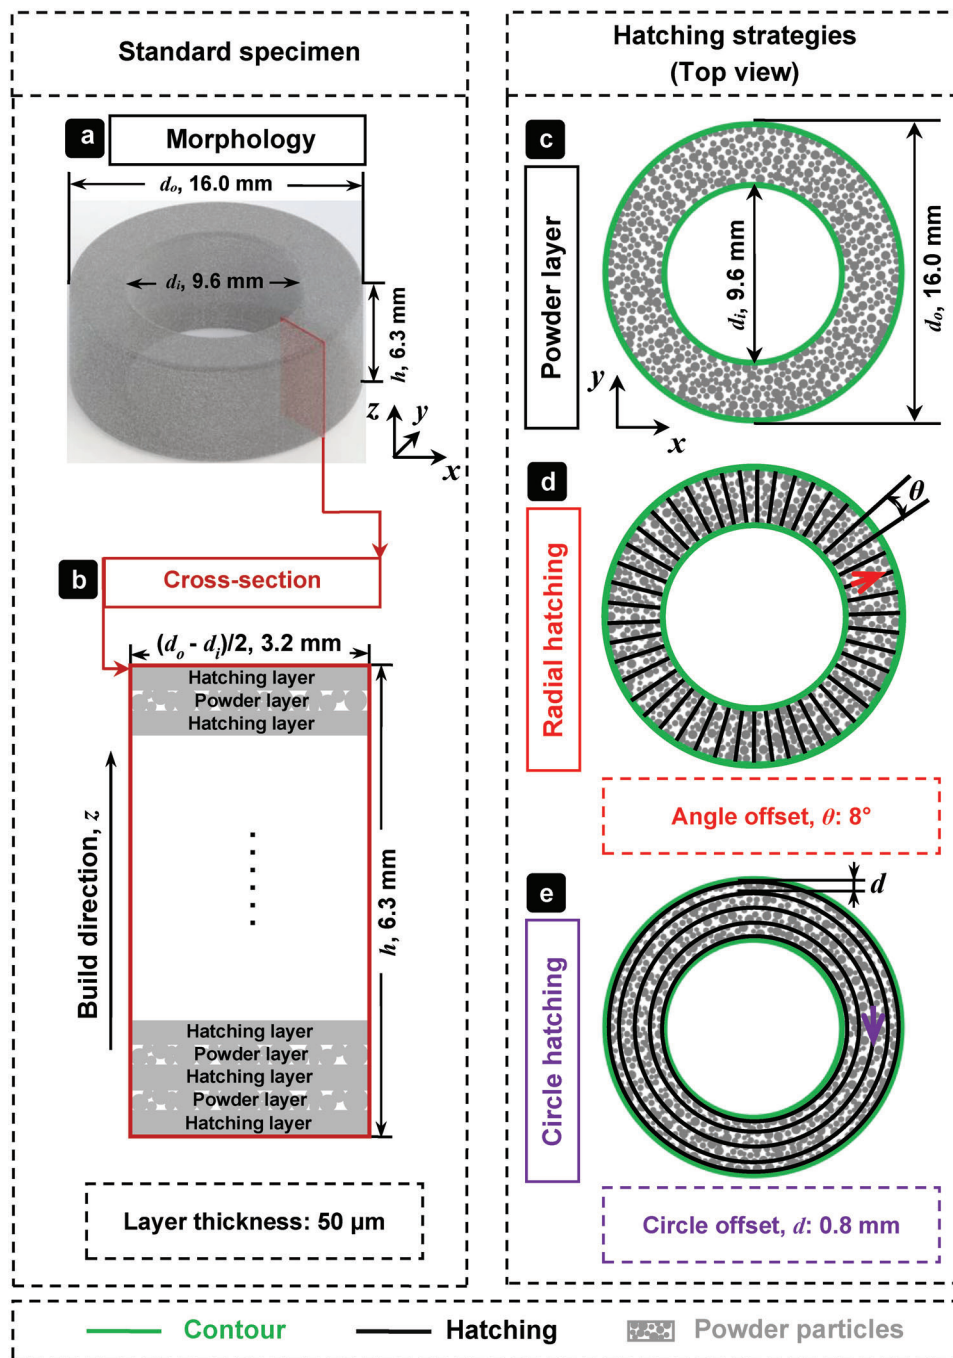 Standard specimen
Hatching strategies
(Top view)
a
Morphology
dₒ, 16.0 mm
dᵢ, 9.6 mm
h, 6.3 mm
z
y
x
b
Cross-section
(dₒ - dᵢ)/2, 3.2 mm
Hatching layer
Powder layer
Hatching layer
Build direction, z
h, 6.3 mm
Hatching layer
Powder layer
Hatching layer
Powder layer
Hatching layer
Layer thickness: 50 μm
c
Powder layer
dᵢ, 9.6 mm
dₒ, 16.0 mm
y
x
d
Radial hatching
θ
Angle offset, θ: 8°
e
Circle hatching
d
Circle offset, d: 0.8 mm
Contour
Hatching
Powder particles